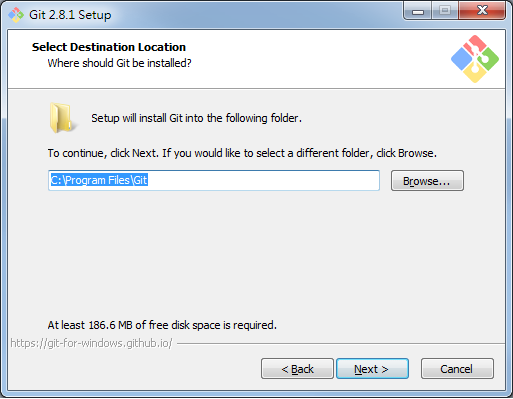 Git 2.8.1 Setup
Select Destination Location
Where should Git be installed?
Setup will install Git into the following folder.
To continue, click Next. If you would like to select a different folder, click Browse.
C:\Program Files\Git
Browse...
At least 186.6 MB of free disk space is required.
https://git-for-windows.github.io/
< Back
Next >
Cancel